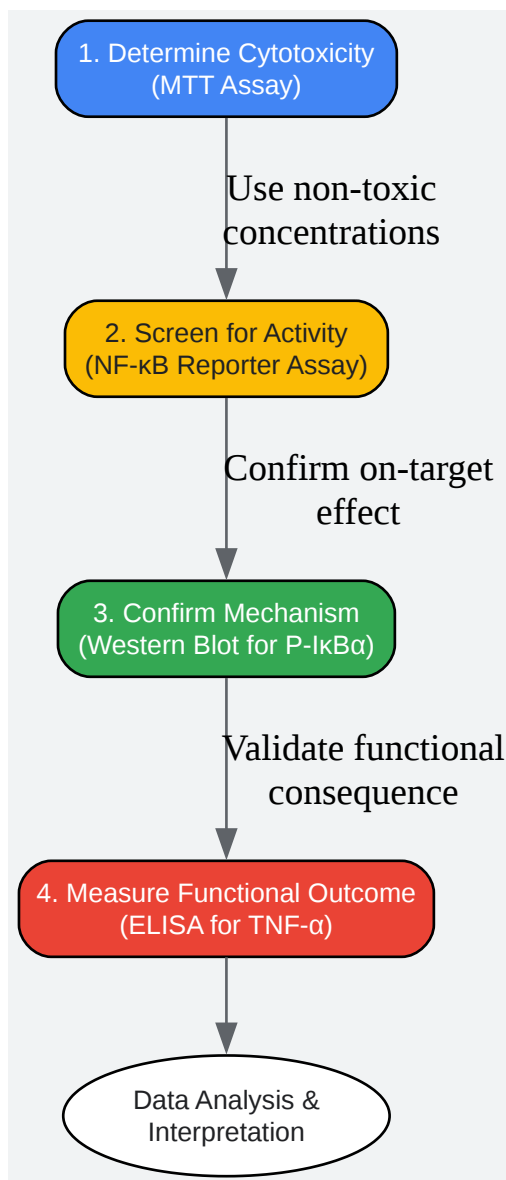 1. Determine Cytotoxicity
(MTT Assay)
Use non-toxic
concentrations
2. Screen for Activity
(NF-κB Reporter Assay)
Confirm on-target
effect
3. Confirm Mechanism
(Western Blot for P-IκBα)
Validate functional
consequence
4. Measure Functional Outcome
(ELISA for TNF-α)
Data Analysis &
Interpretation